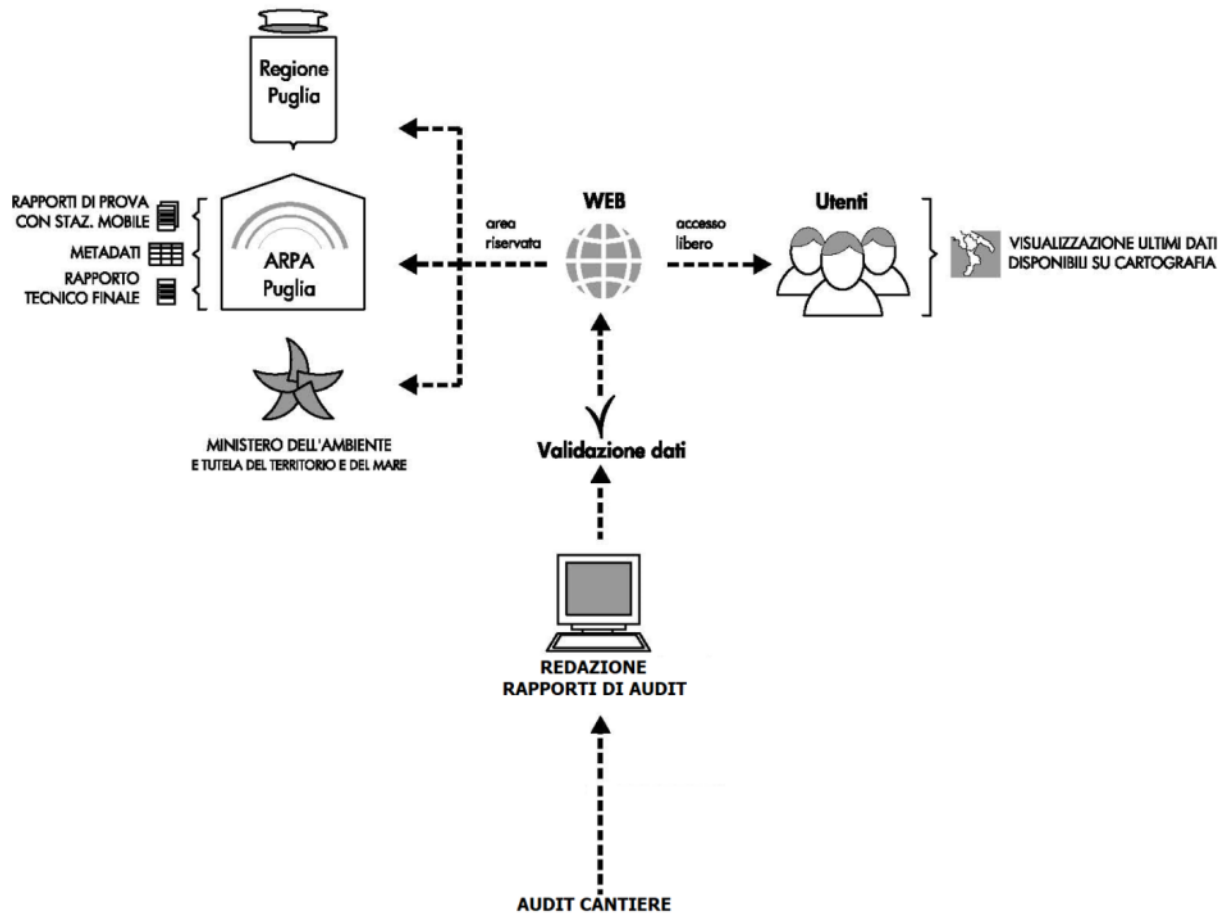 Regione
Puglia
RAPPORTI DI PROVA
CON STAZ. MOBILE
METADATI
RAPPORTO
TECNICO FINALE
ARPA
Puglia
MINISTERO DELL'AMBIENTE
E TUTELA DEL TERRITORIO E DEL MARE
area
riservata
WEB
accesso
libero
Utenti
VISUALIZZAZIONE ULTIMI DATI
DISPONIBILI SU CARTOGRAFIA
Validazione dati
REDAZIONE
RAPPORTI DI AUDIT
AUDIT CANTIERE